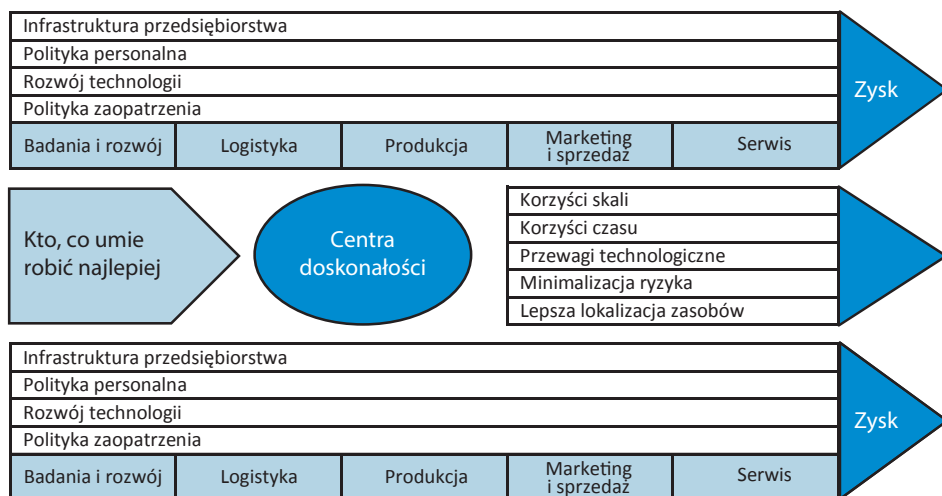 Infrastruktura przedsiębiorstwa
Polityka personalna
Rozwój technologii
Polityka zaopatrzenia
Zysk
Badania i rozwój
Logistyka
Produkcja
Marketing
i sprzedaż
Serwis
Kto, co umie
robić najlepiej
Centra
doskonałości
Korzyści skali
Korzyści czasu
Przewagi technologiczne
Minimalizacja ryzyka
Lepsza lokalizacja zasobów
Infrastruktura przedsiębiorstwa
Polityka personalna
Rozwój technologii
Polityka zaopatrzenia
Zysk
Badania i rozwój
Logistyka
Produkcja
Marketing
i sprzedaż
Serwis